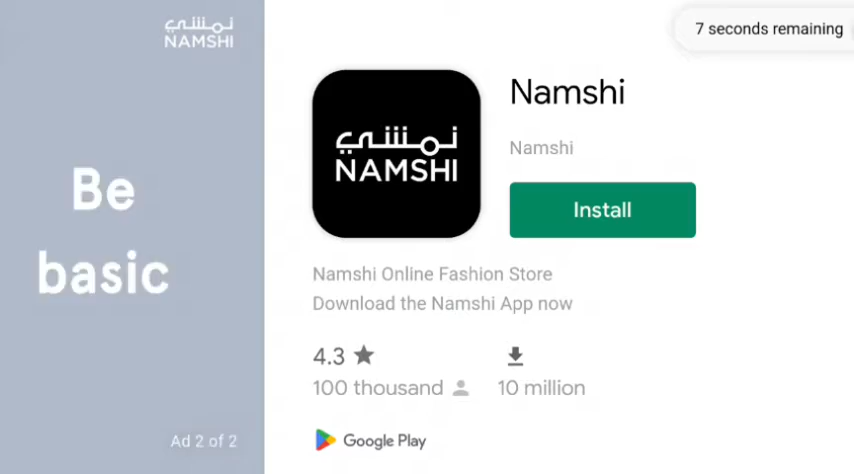 نمشي
NAMSHI
Be
basic
Ad 2 of 2
7 seconds remaining
نمشي
NAMSHI
Namshi
Namshi
Install
Namshi Online Fashion Store
Download the Namshi App now
4.3
100 thousand
10 million
Google Play